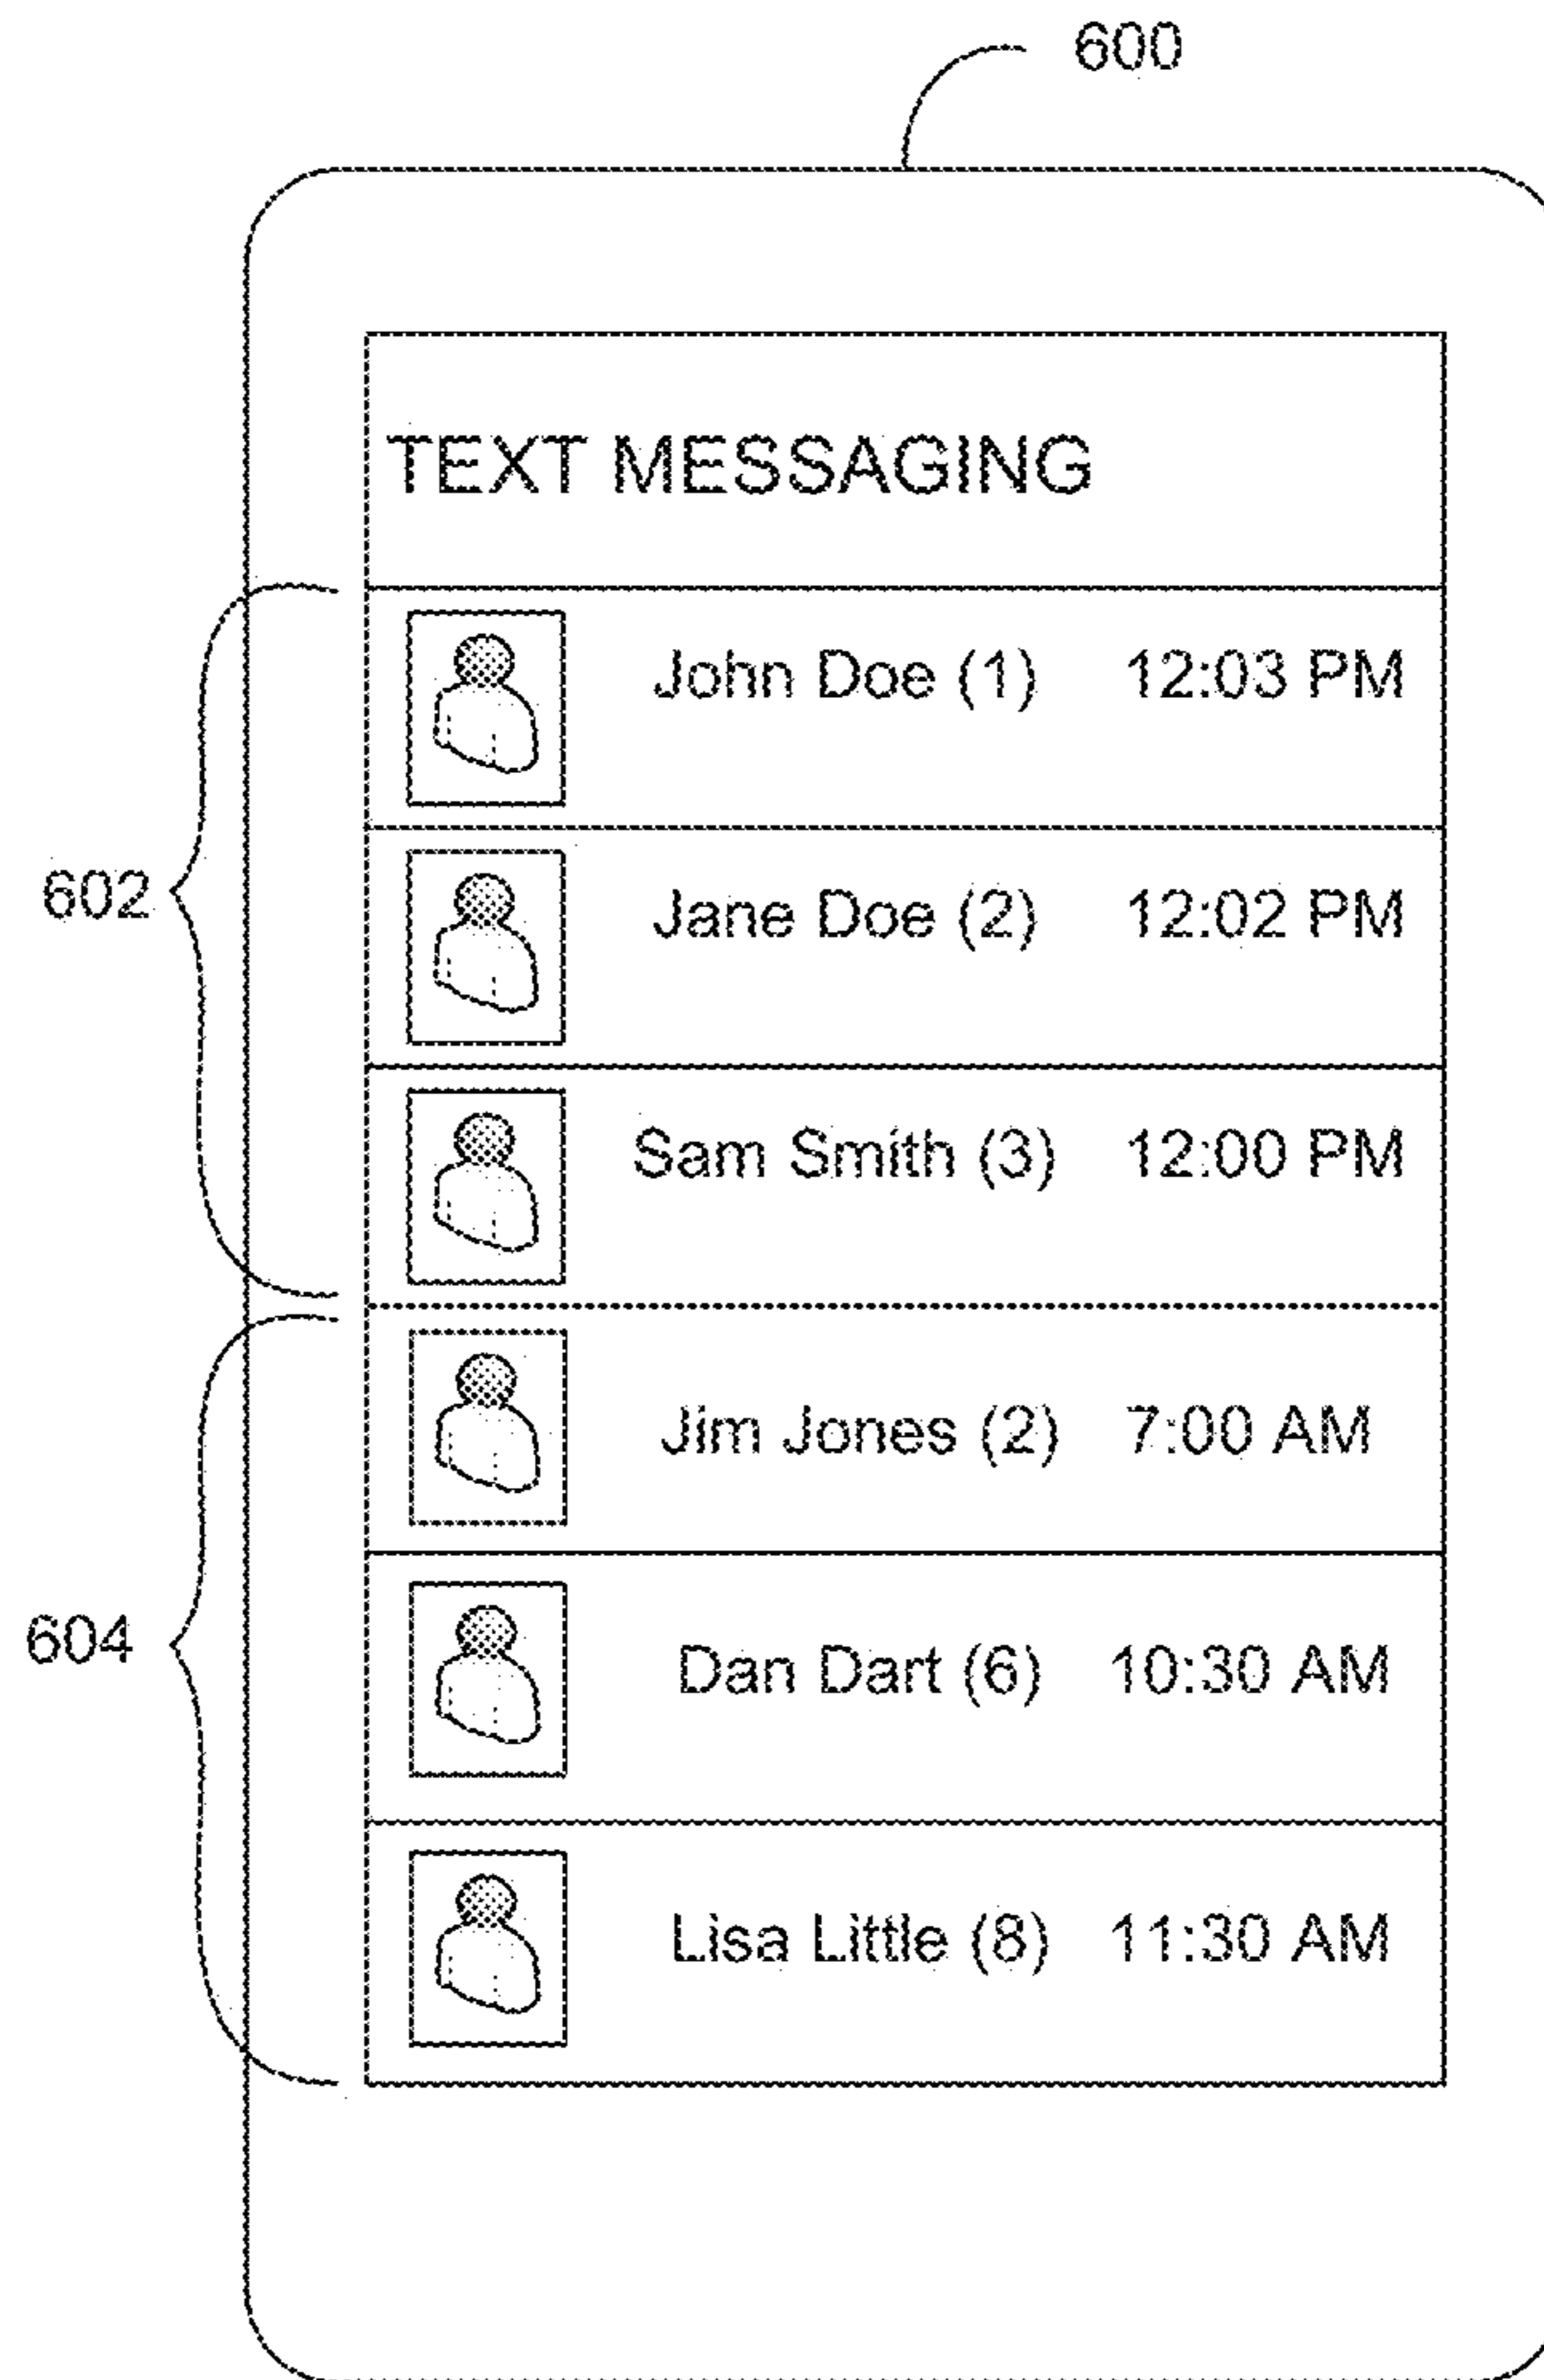 600
TEXT MESSAGING
John Doe (1) 12:03 PM
602
Jane Doe (2) 12:02 PM
Sam Smith (3) 12:00 PM
Jim Jones (2) 7:00 AM
604
Dan Dart (6) 10:30 AM
Lisa Little (8) 11:30 AM